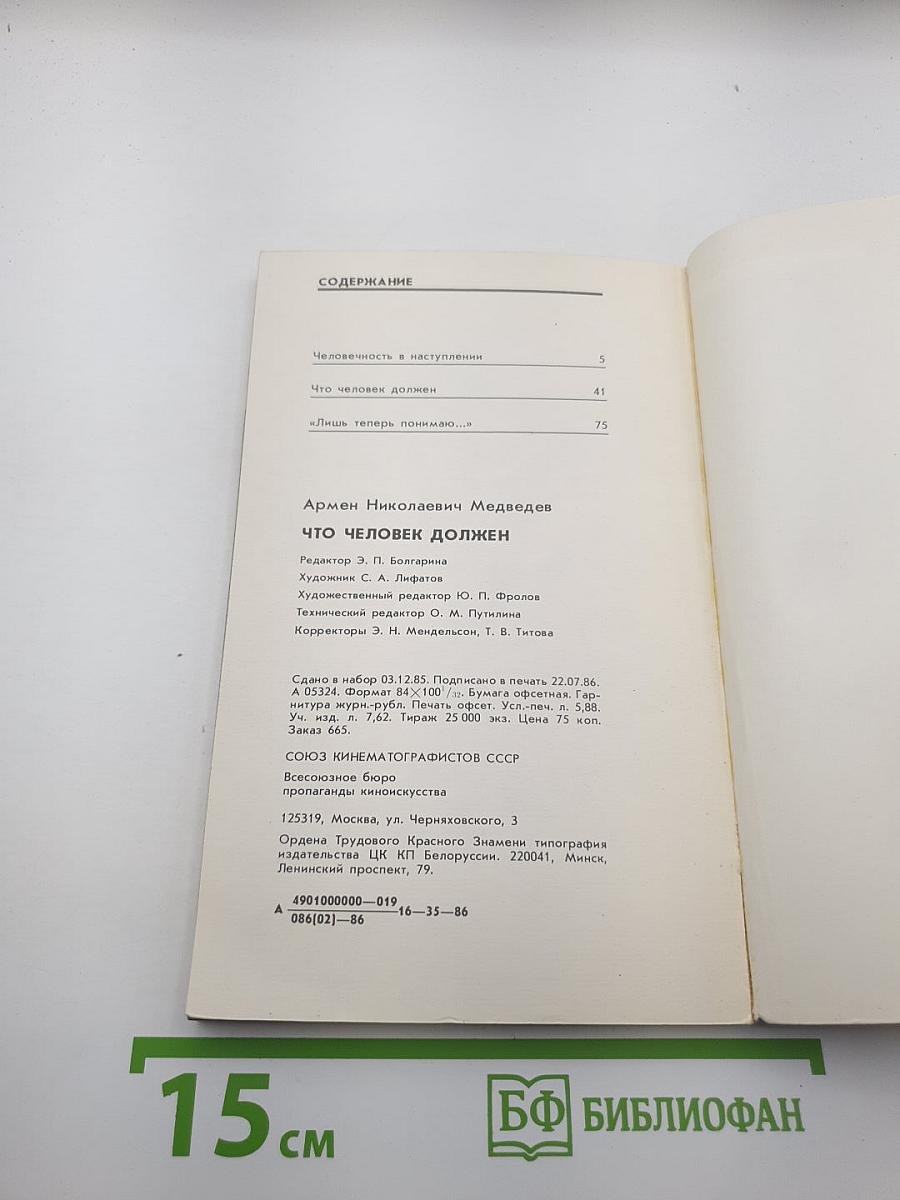 СОДЕРЖАНИЕ
Человечность в наступлении 5
Что человек должен 41
«Лишь теперь понимаю...» 75
Армен Николаевич Медведев
ЧТО ЧЕЛОВЕК ДОЛЖЕН
Редактор Э. П. Болгарина
Художник С. А. Лифатов
Художественный редактор Ю. П. Фролов
Технический редактор О. М. Путилина
Корректоры Э. Н. Мендельсон, Т. В. Титова
Сдано в набор 03.12.85. Подписано в печать 22.07.86.
А 05324. Формат 84×100 1/32. Бумага офсетная. Гар-
нитура журн.-рубл. Печать офсет. Усл.-печ. л. 5,88.
Уч. изд. л. 7,62. Тираж 25 000 экз. Цена 75 коп.
Заказ 665.
СОЮЗ КИНЕМАТОГРАФИСТОВ СССР
Всесоюзное бюро
пропаганды киноискусства
125319, Москва, ул. Черняховского, 3
Ордена Трудового Красного Знамени типография
издательства ЦК КП Белоруссии. 220041, Минск,
Ленинский проспект, 79.
А 4901000000—019
086(02)—86 16—35—86
15 см
БФ БИБЛИОФАН